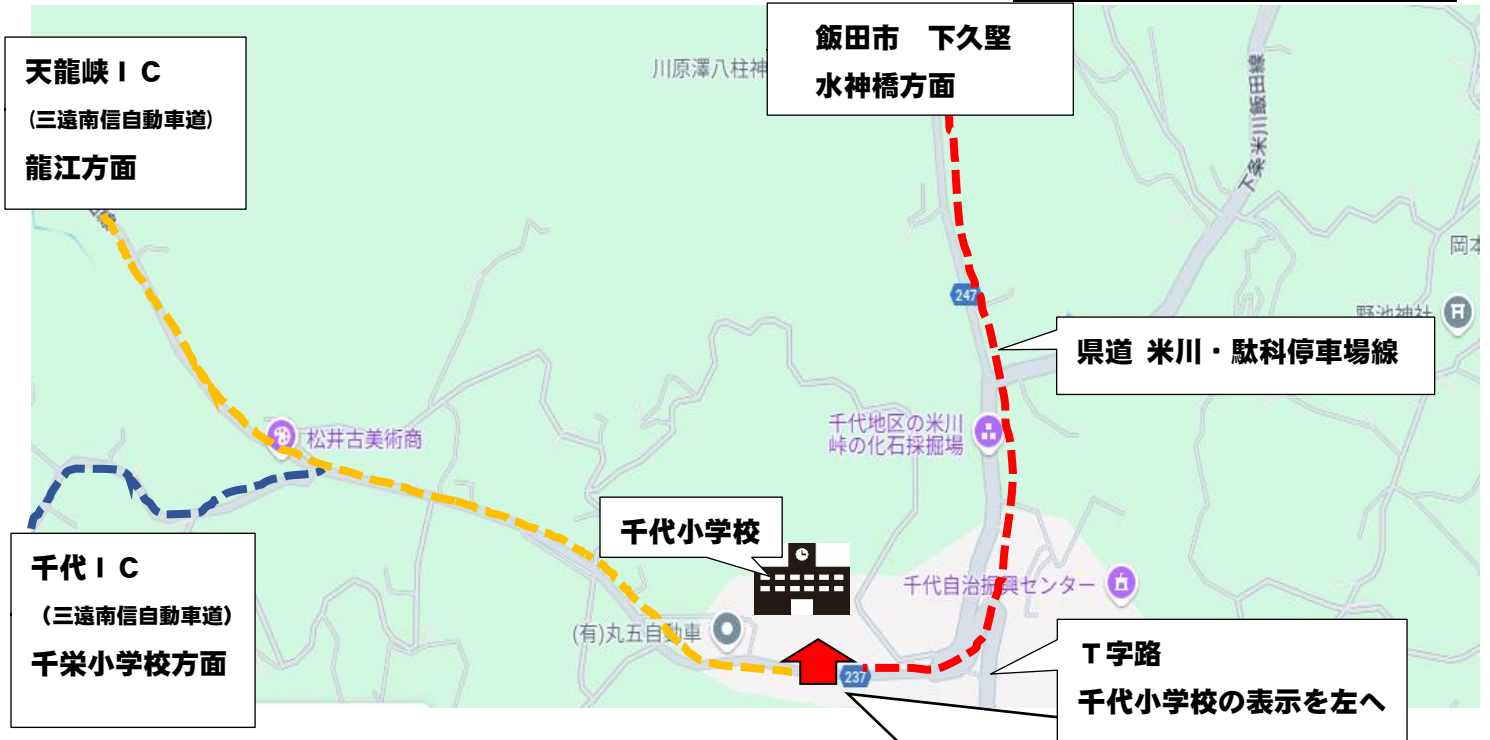 天龍峡ＩＣ
（三遠南信自動車道）
龍江方面
川原澤八柱神
飯田市　下久堅
水神橋方面
下条米川飯田線
岡本
247
野池神社
県道 米川・駄科停車場線
松井古美術商
千代地区の米川
峠の化石採掘場
千代小学校
千代ＩＣ
（三遠南信自動車道）
千栄小学校方面
千代自治振興センター
(有)丸五自動車
237
Ｔ字路
千代小学校の表示を左へ